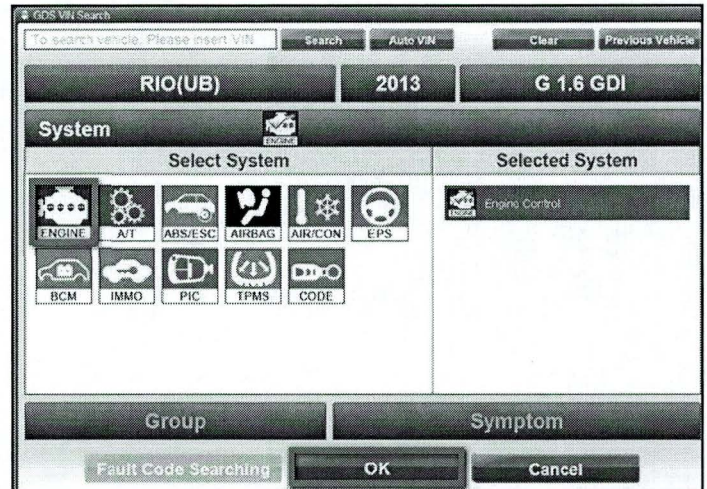 GDS VIN Search
To search vehicle, Please insert VIN Search Auto VIN Clear Previous Vehicle
RIO(UB) 2013 G 1.6 GDI
System ENGINE
Select System Selected System
ENGINE A/T ABS/ESC AIRBAG AIR/CON EPS
ENGINE Engine Control
BCM IMMO PIC TPMS CODE
Group Symptom
Fault Code Searching OK Cancel